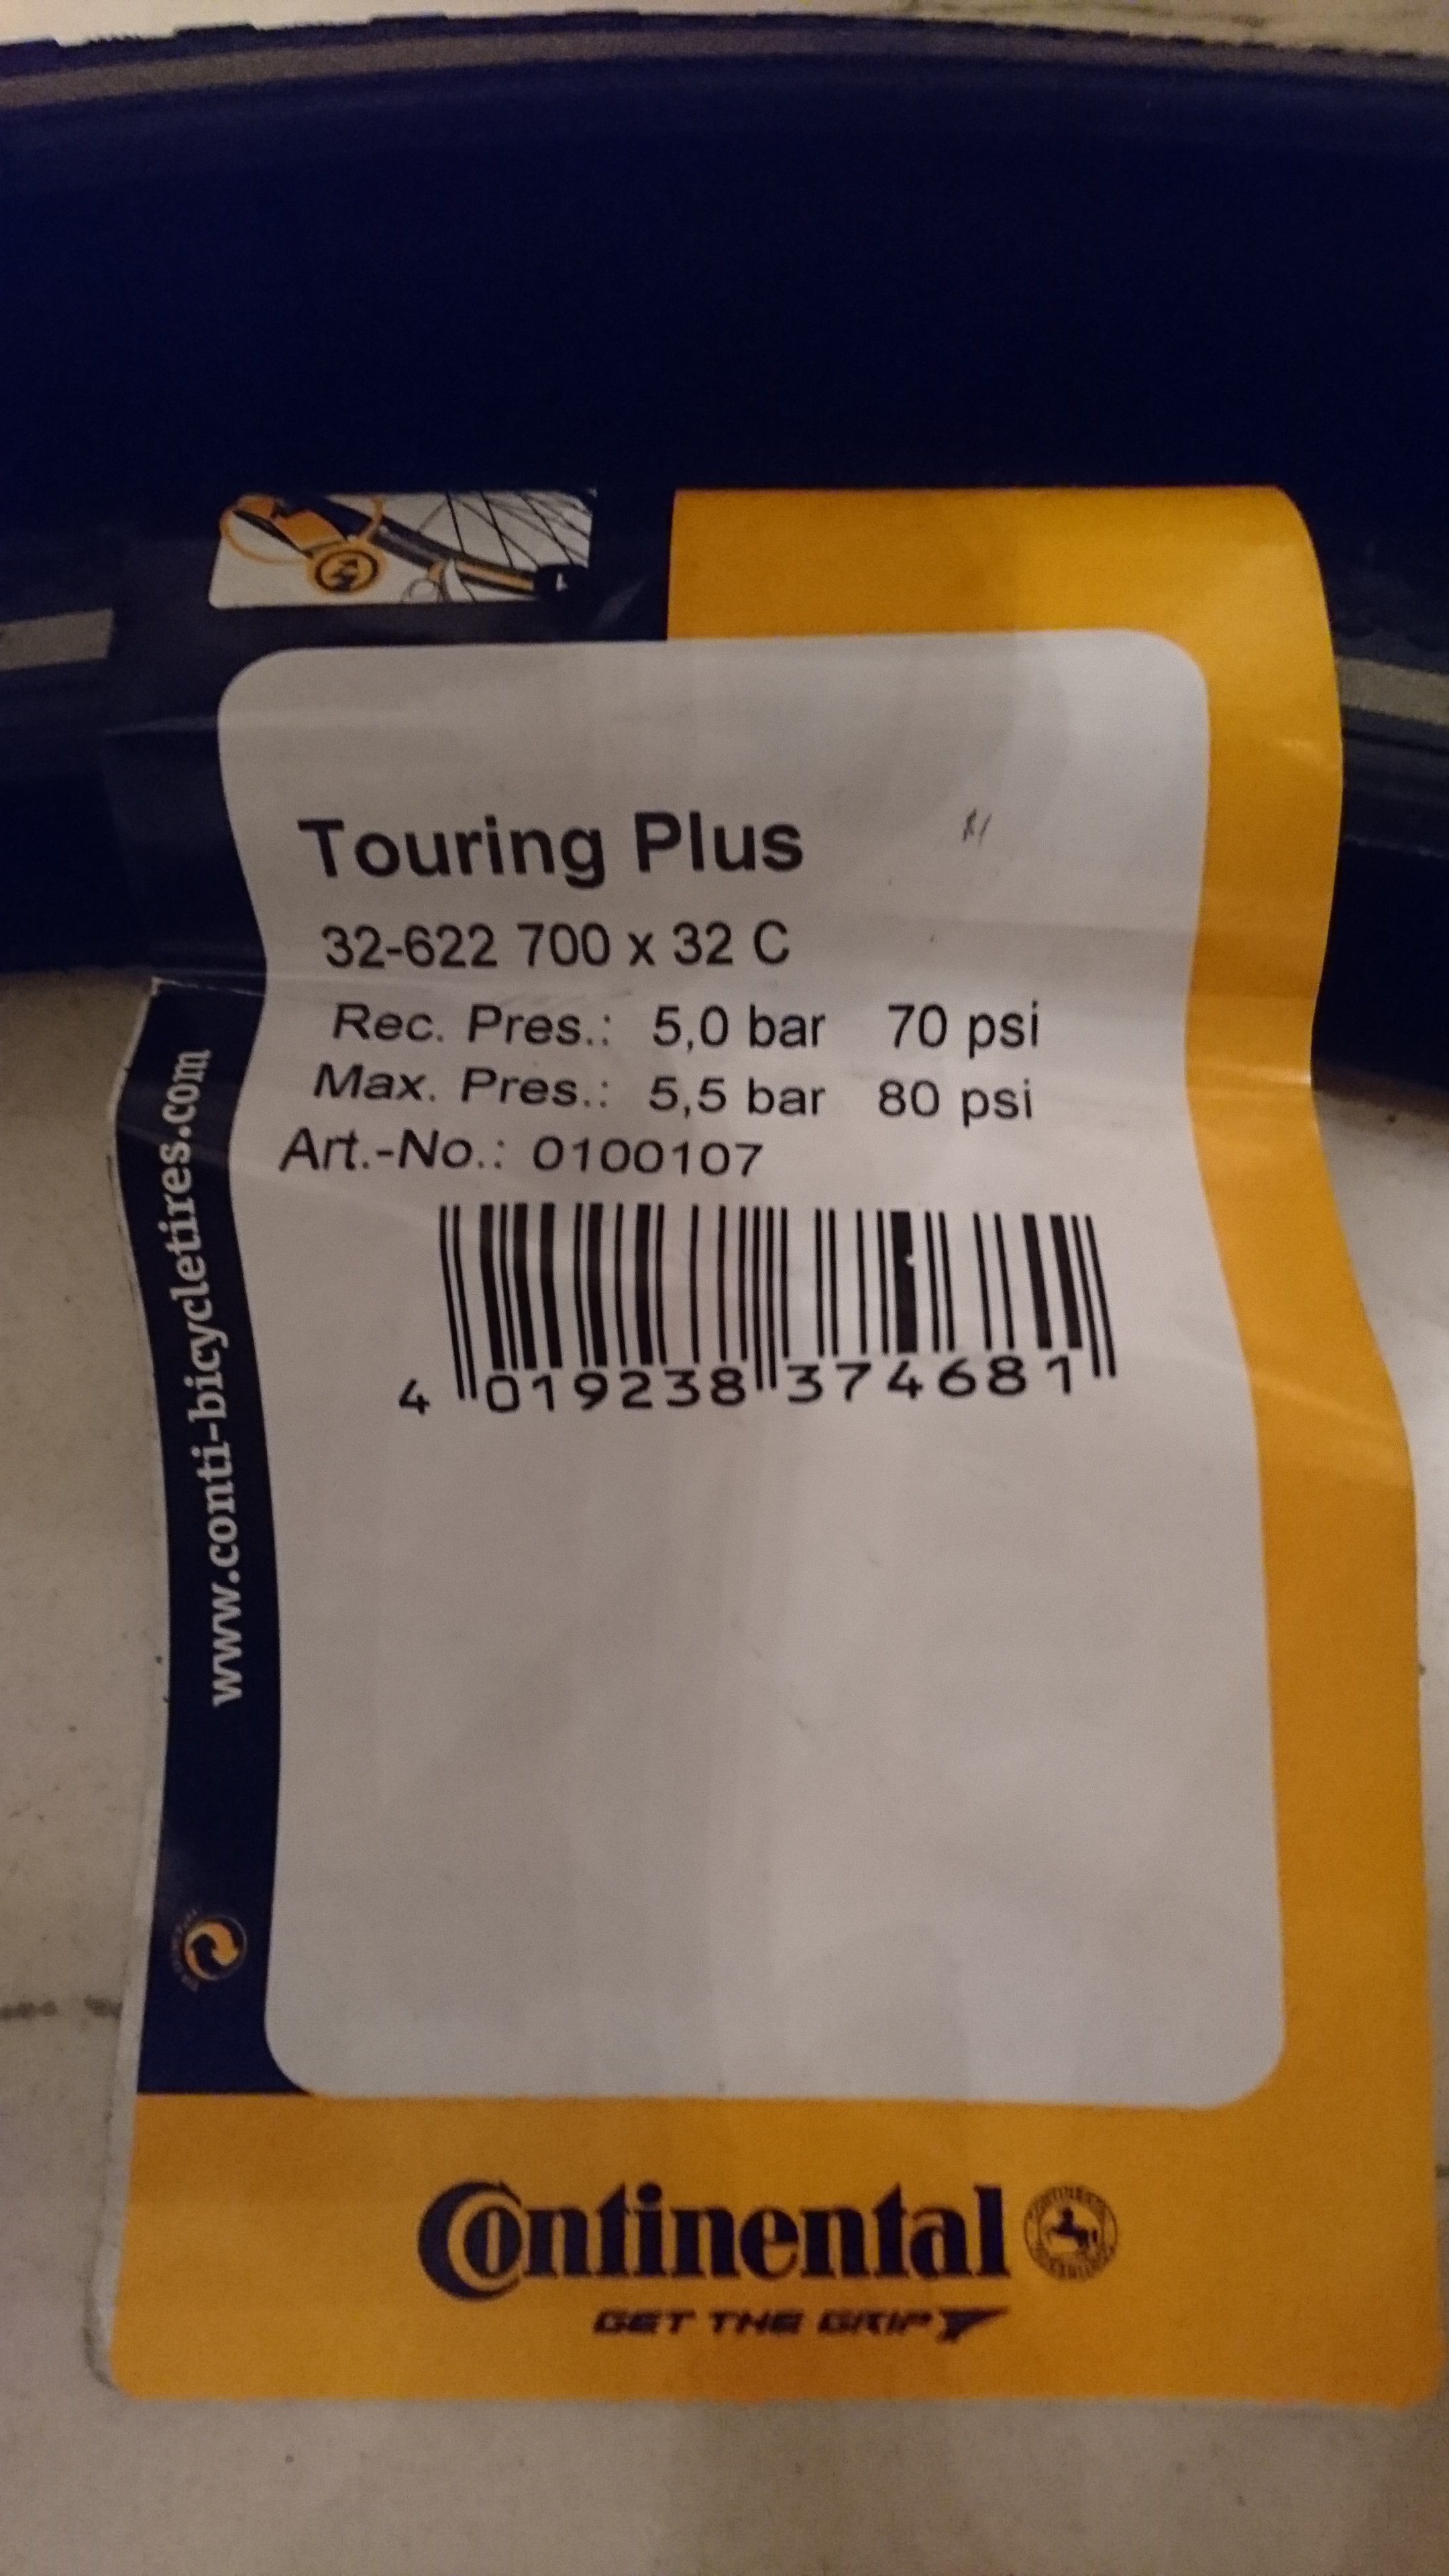 Touring Plus
32-622 700 x 32 C
Rec. Pres.: 5,0 bar 70 psi
Max. Pres.: 5,5 bar 80 psi
Art.-No.: 0100107
4 019238 374681
www.conti-bicycletires.com
Continental
GET THE GRIP